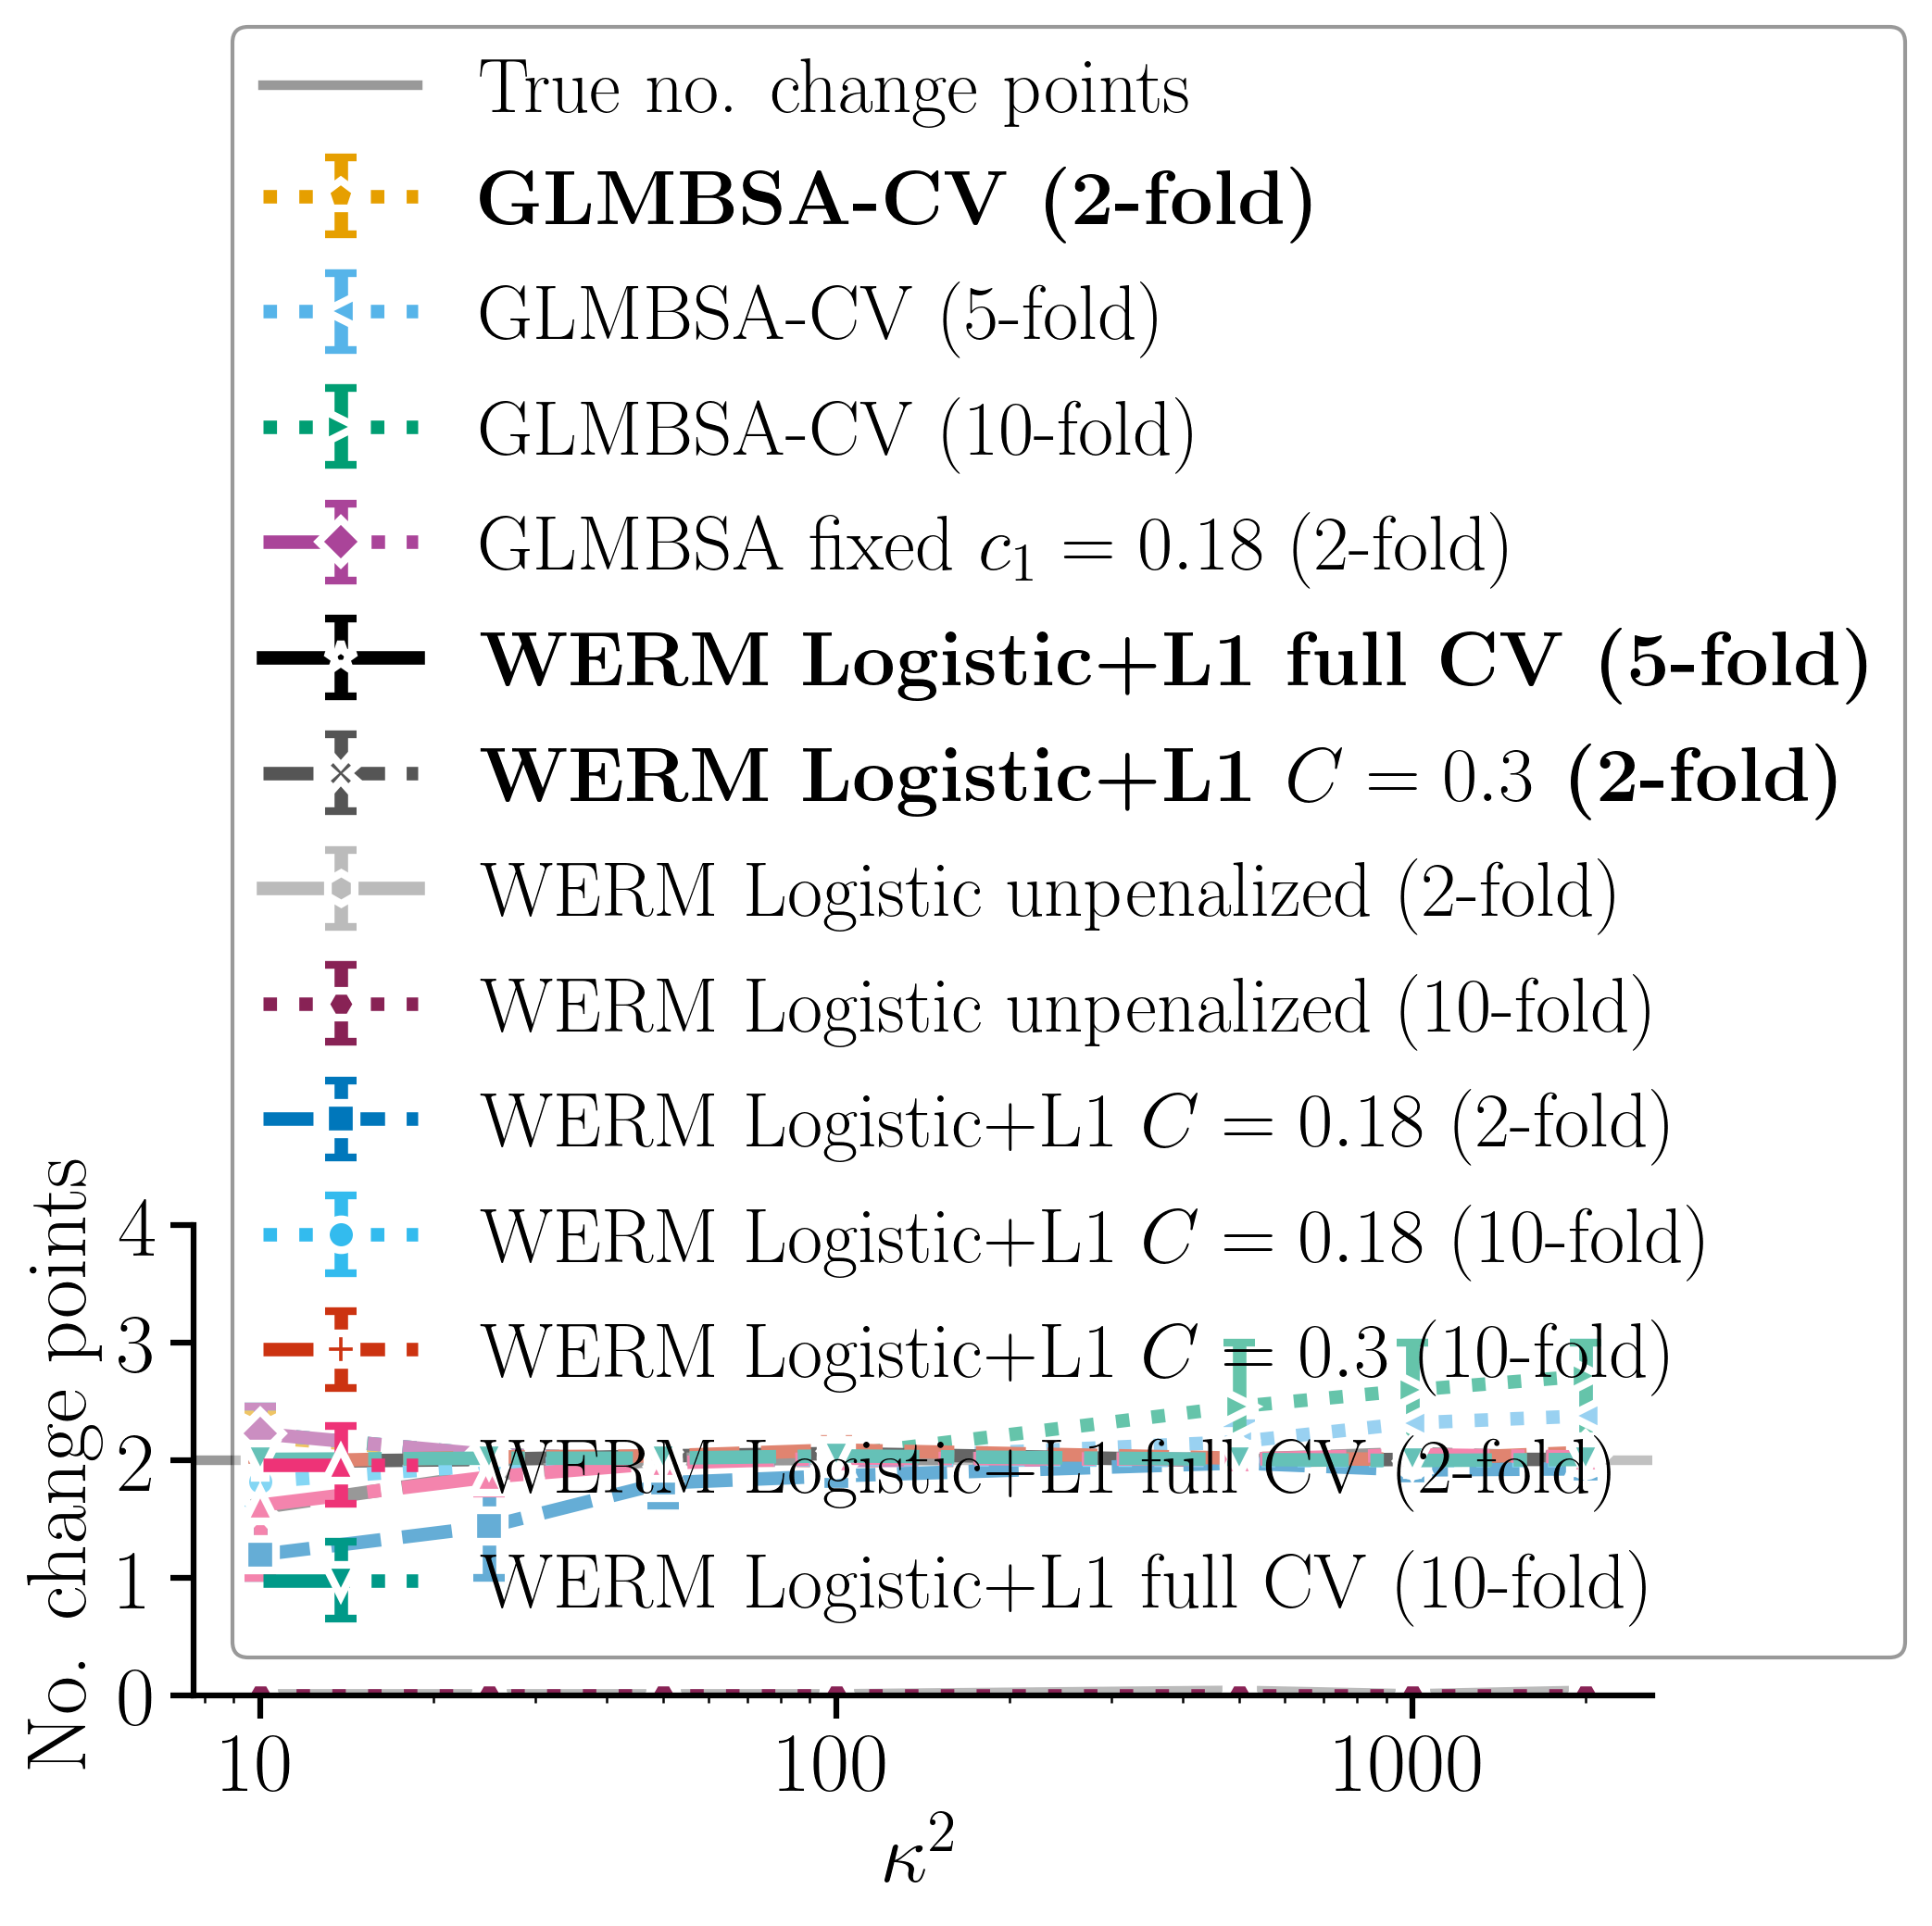 True no. change points
GLMBSA-CV (2-fold)
GLMBSA-CV (5-fold)
GLMBSA-CV (10-fold)
GLMBSA fixed c₁ = 0.18 (2-fold)
WERM Logistic+L1 full CV (5-fold)
WERM Logistic+L1 C = 0.3 (2-fold)
WERM Logistic unpenalized (2-fold)
WERM Logistic unpenalized (10-fold)
WERM Logistic+L1 C = 0.18 (2-fold)
WERM Logistic+L1 C = 0.18 (10-fold)
WERM Logistic+L1 C = 0.3 (10-fold)
WERM Logistic+L1 full CV (2-fold)
WERM Logistic+L1 full CV (10-fold)
No. change points
4
3
2
1
0
10 100 1000
κ²